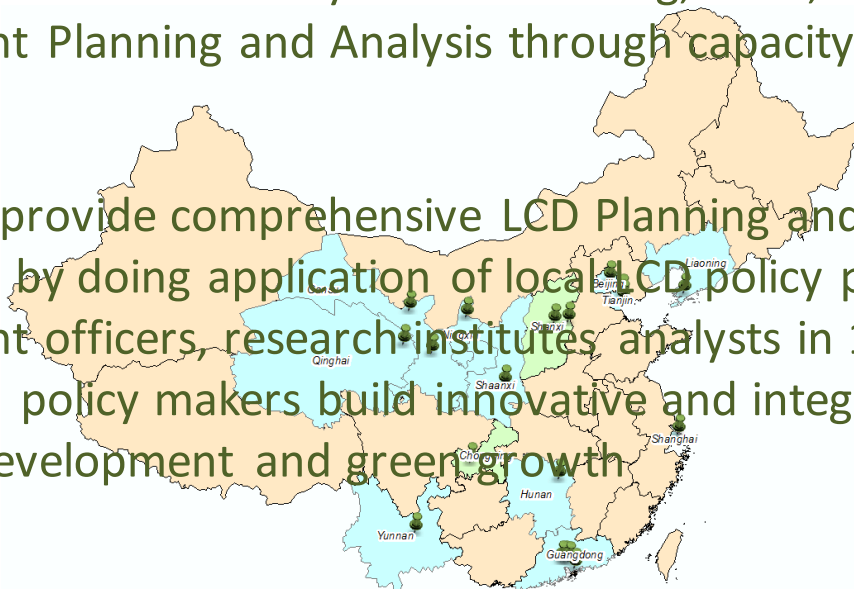 nt Planning and Analysis through capacity
provide comprehensive LCD Planning and
by doing application of local LCD policy p
nt officers, research institutes analysts in 1
policy makers build innovative and integ
evelopment and green growth
Liaoning
Beijing
Tianjin
Shanxi
Qinghai
Shaanxi
Shanghai
Hunan
Yunnan
Guangdong